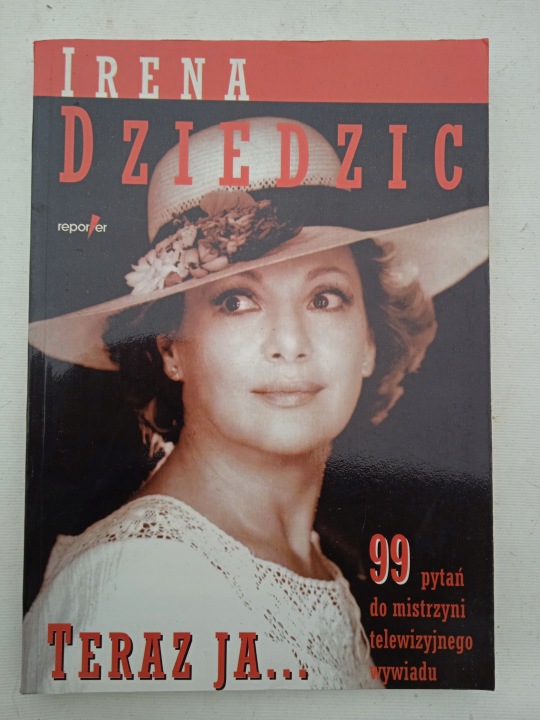 IRENA
DZIEDZIC
reporter
99 pytań
do mistrzyni
telewizyjnego
wywiadu
TERAZ JA...